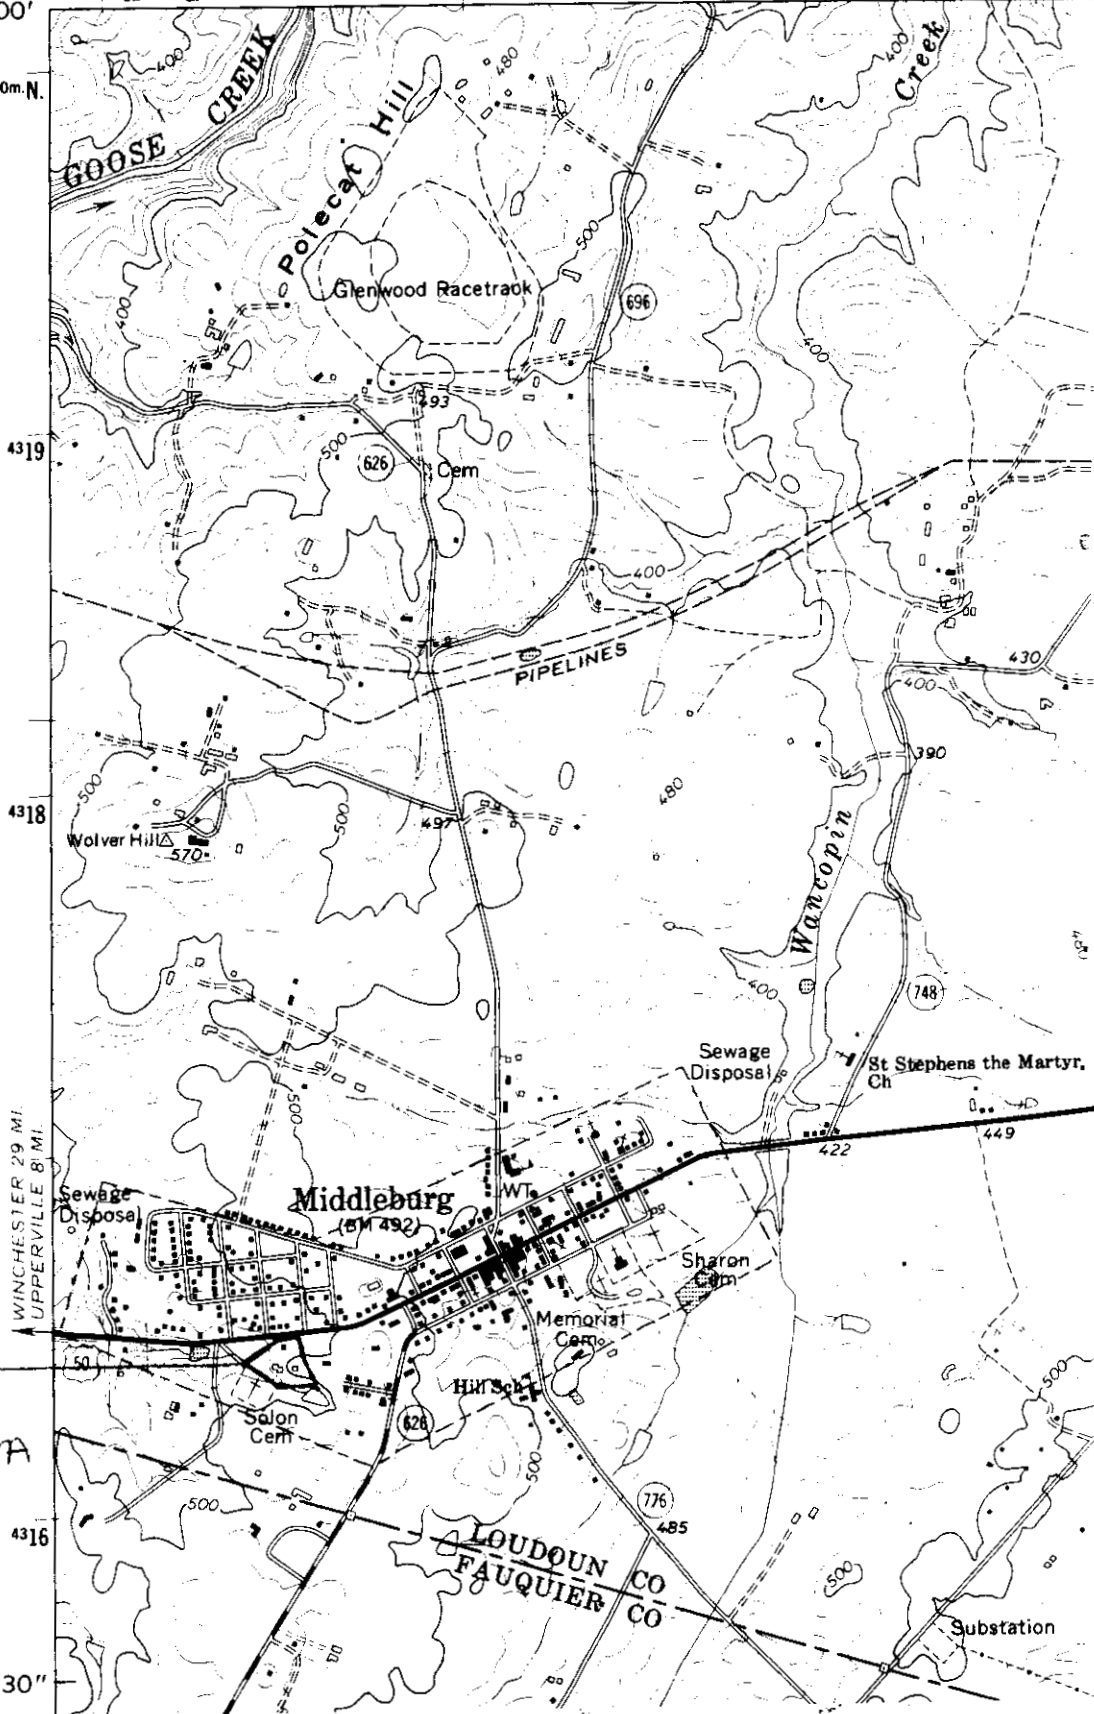 00'
0m.N.
GOOSE CREEK
400
Polecat Hill
480
400
Creek
500
Glenwood Racetrack
696
400
400
493
4319
500
626
Cem
400
PIPELINES
430
400
390
500
480
4318
500
497
Wolver Hill
570
Wancopin
400
748
Sewage
Disposal
St Stephens the Martyr.
Ch
500
449
422
WINCHESTER 29 MI.
UPPERVILLE 8 MI.
Sewage
Disposal
Middleburg
(BM 492)
WT
Sharon
Cem
Memorial
Cem
50
Hill Sch
500
Solon
Cem
626
500
A
500
776
485
4316
LOUDOUN CO
FAUQUIER CO
500
Substation
30"